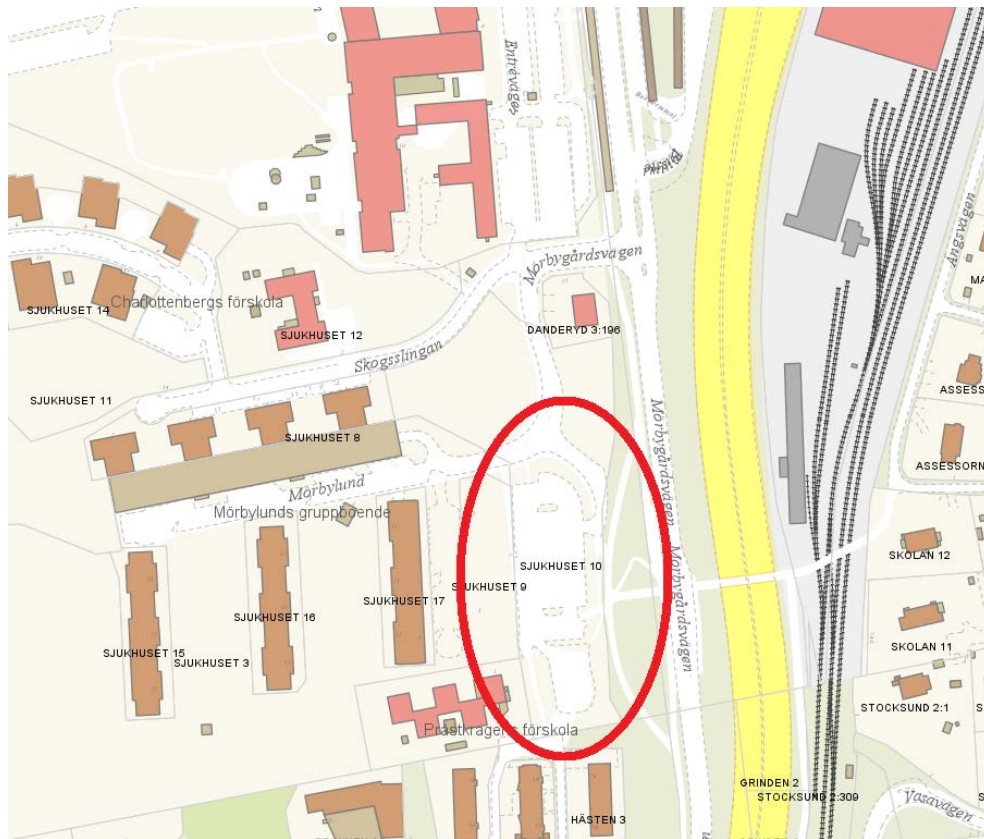 Entrévägen
Ängsvägen
Mörbygårdsvägen
Charlottenbergs förskola
SJUKHUSET 14
SJUKHUSET 12
DANDERYD 3:196
Skogsslingan
SJUKHUSET 11
SJUKHUSET 8
Mörbygårdsvägen
ASSESS
ASSESSORN
Mörbylund
Mörbylunds gruppboende
SJUKHUSET 10
SJUKHUSET 9
Mörbygårdsvägen
SKOLAN 12
SJUKHUSET 17
SJUKHUSET 16
SJUKHUSET 15
SJUKHUSET 3
SKOLAN 11
STOCKSUND 2:1
Prästkragens förskola
GRINDEN 2
STOCKSUND 2:309
Vasavägen
HÄSTEN 3